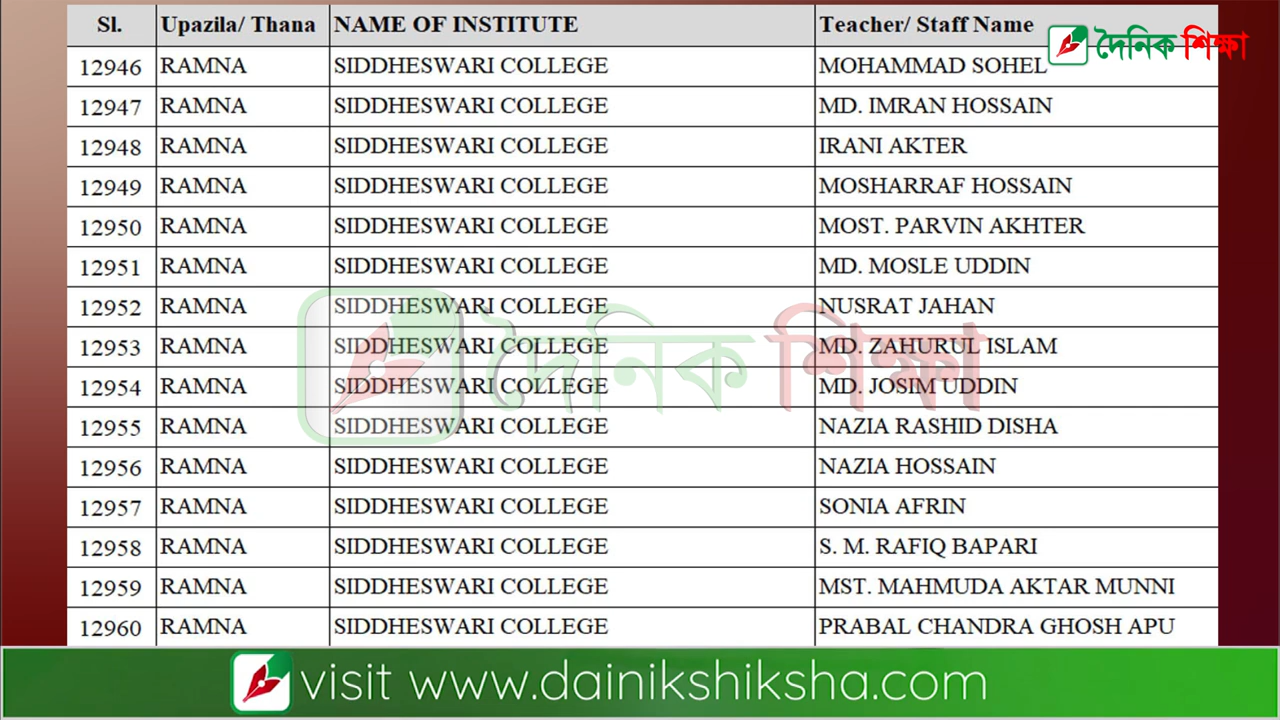 Sl. Upazila/ Thana NAME OF INSTITUTE Teacher/ Staff Name
দৈনিক শিক্ষা
12946 RAMNA SIDDHESWARI COLLEGE MOHAMMAD SOHEL
12947 RAMNA SIDDHESWARI COLLEGE MD. IMRAN HOSSAIN
12948 RAMNA SIDDHESWARI COLLEGE IRANI AKTER
12949 RAMNA SIDDHESWARI COLLEGE MOSHARRAF HOSSAIN
12950 RAMNA SIDDHESWARI COLLEGE MOST. PARVIN AKHTER
12951 RAMNA SIDDHESWARI COLLEGE MD. MOSLE UDDIN
12952 RAMNA SIDDHESWARI COLLEGE NUSRAT JAHAN
12953 RAMNA SIDDHESWARI COLLEGE MD. ZAHURUL ISLAM
দৈনিক শিক্ষা
12954 RAMNA SIDDHESWARI COLLEGE MD. JOSIM UDDIN
12955 RAMNA SIDDHESWARI COLLEGE NAZIA RASHID DISHA
12956 RAMNA SIDDHESWARI COLLEGE NAZIA HOSSAIN
12957 RAMNA SIDDHESWARI COLLEGE SONIA AFRIN
12958 RAMNA SIDDHESWARI COLLEGE S. M. RAFIQ BAPARI
12959 RAMNA SIDDHESWARI COLLEGE MST. MAHMUDA AKTAR MUNNI
12960 RAMNA SIDDHESWARI COLLEGE PRABAL CHANDRA GHOSH APU
visit www.dainikshiksha.com